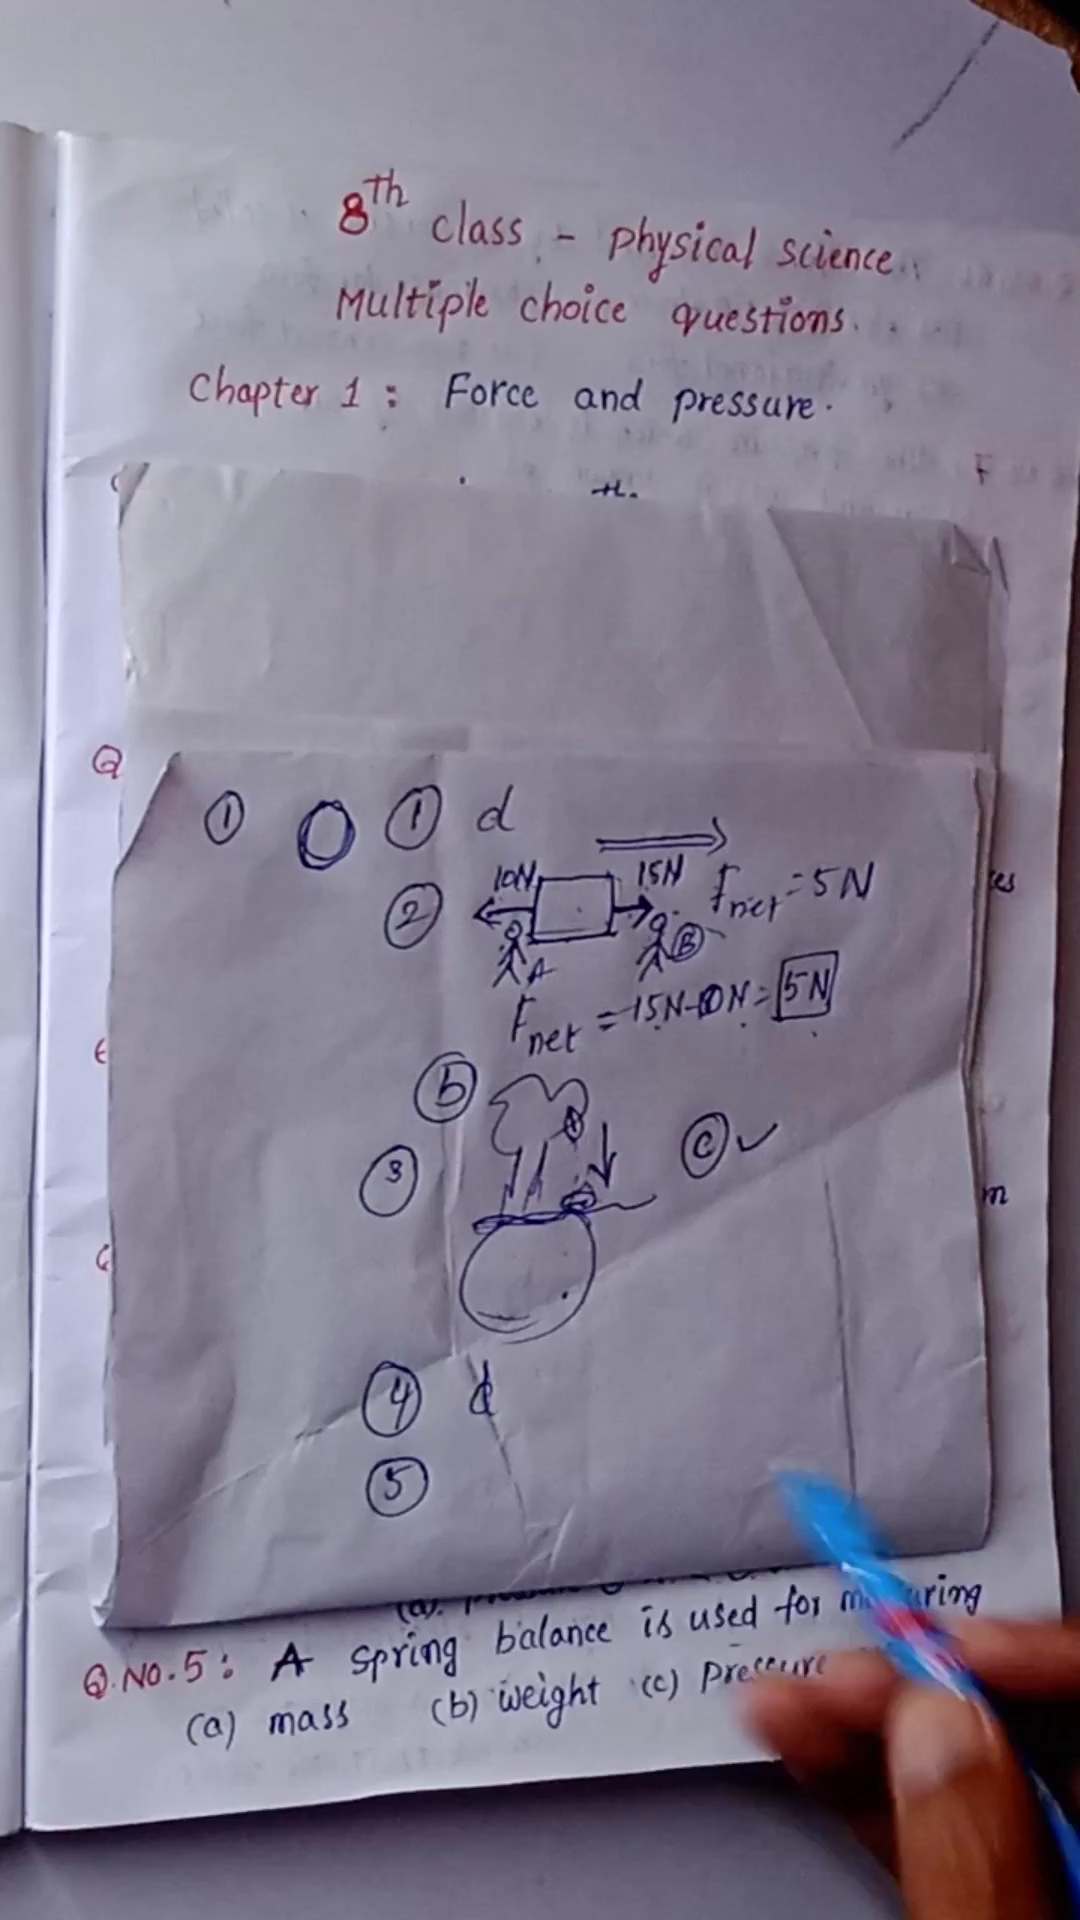 8th class - physical science
Multiple choice questions.
Chapter 1 : Force and pressure.
Q
① ① d
② 10N 15N Fnet = 5N
A B
Fnet = 15N-10N= 5N
b
③ c ✓
④ d
⑤
Q.NO.5: A spring balance is used for
(a) mass (b) weight (c) pressure